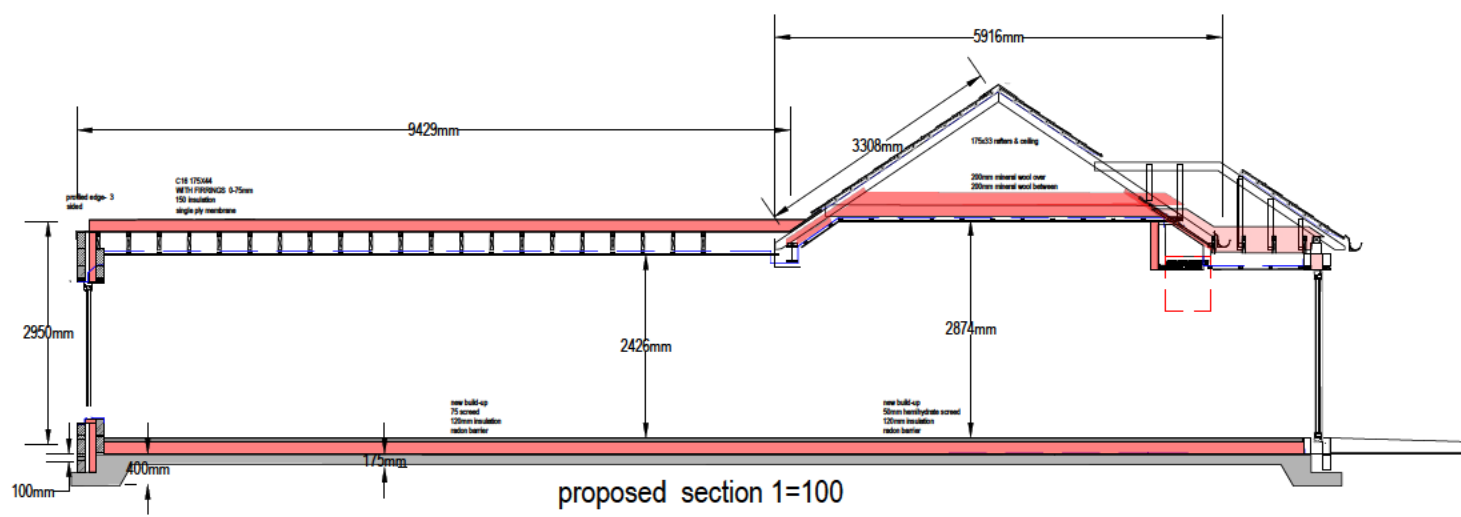 5916mm
9429mm
3308mm
175x33 rafters & ceiling
C16 175X44
WITH FIRRINGS 0-75mm
150 insulation
single ply membrane
profiled edge- 3
sided
200mm mineral wool over
200mm mineral wool between
2950mm
2426mm
2874mm
new build-up
75 screed
120mm insulation
radon barrier
new build-up
50mm hemihydrate screed
120mm insulation
radon barrier
400mm
175mm
100mm
proposed section 1=100